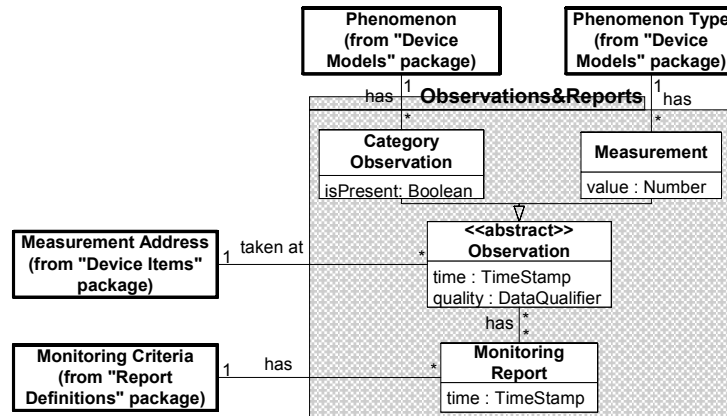 Phenomenon
(from "Device
Models" package)
Phenomenon Type
(from "Device
Models" package)
1
has
Observations&Reports
1
has
*
*
Category
Observation
isPresent: Boolean
Measurement
value : Number
<<abstract>>
Observation
time : TimeStamp
quality : DataQualifier
Measurement Address
(from "Device Items"
package)
1
taken at
*
*
has
*
Monitoring Criteria
(from "Report
Definitions" package)
1
has
*
Monitoring
Report
time : TimeStamp